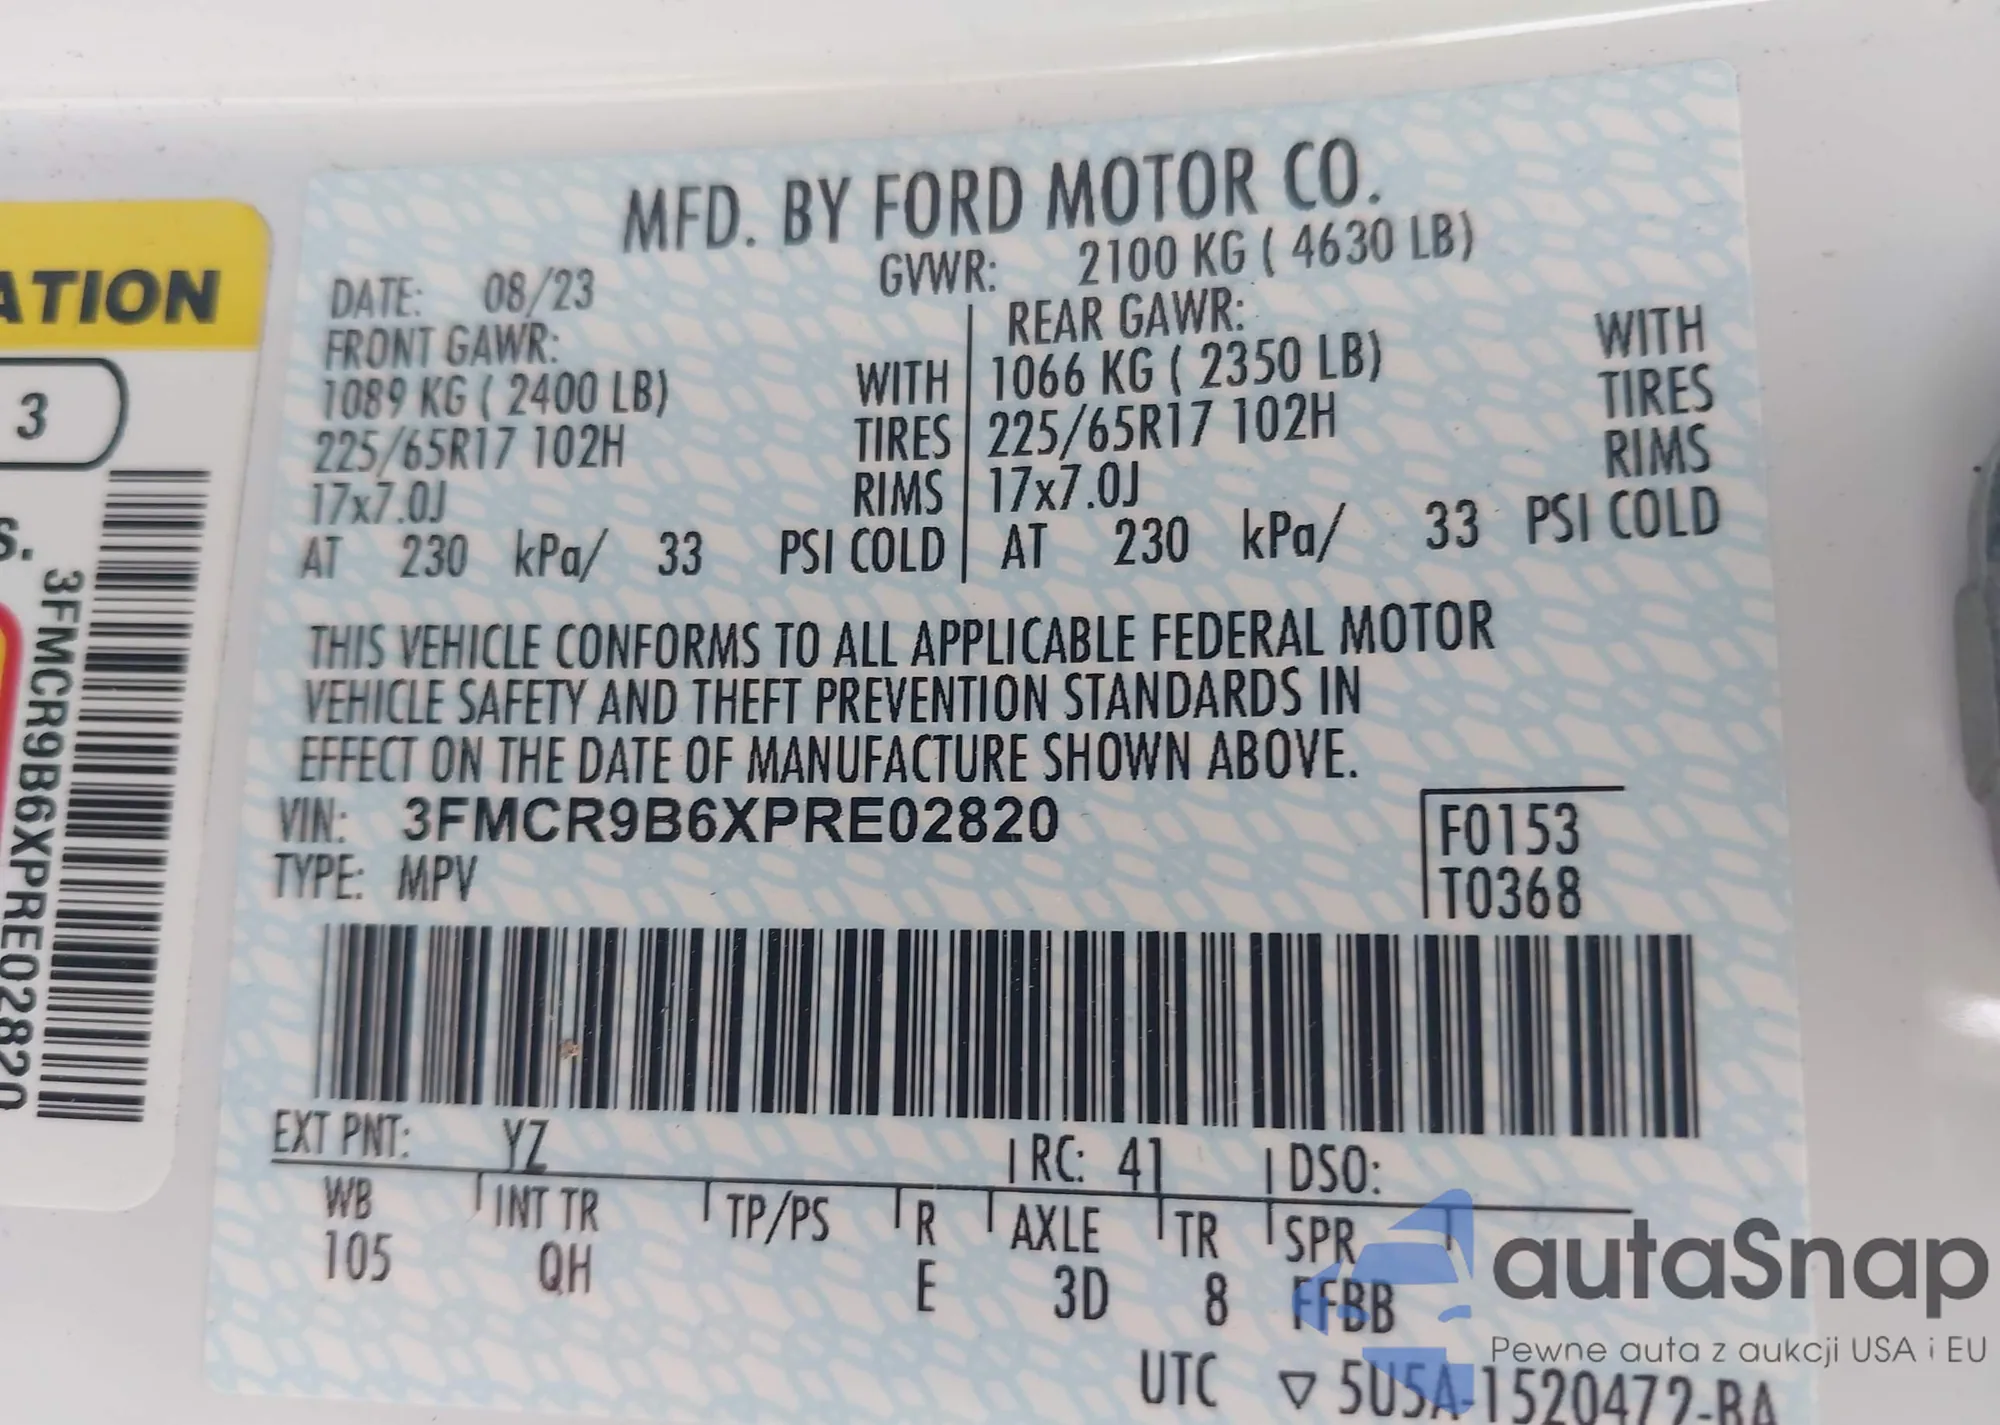 ATION
3
S.
3FMCR9B6XPRE02820
MFD. BY FORD MOTOR CO.
DATE: 08/23 GVWR: 2100 KG ( 4630 LB)
FRONT GAWR: REAR GAWR:
1089 KG ( 2400 LB) WITH 1066 KG ( 2350 LB) WITH
225/65R17 102H TIRES 225/65R17 102H TIRES
17x7.0J RIMS 17x7.0J RIMS
AT 230 kPa/ 33 PSI COLD AT 230 kPa/ 33 PSI COLD
THIS VEHICLE CONFORMS TO ALL APPLICABLE FEDERAL MOTOR
VEHICLE SAFETY AND THEFT PREVENTION STANDARDS IN
EFFECT ON THE DATE OF MANUFACTURE SHOWN ABOVE.
VIN: 3FMCR9B6XPRE02820 F0153
TYPE: MPV T0368
EXT PNT: YZ RC: 41 DSO:
WB INT TR TP/PS R AXLE TR SPR
105 QH E 3D 8 FFBB
UTC ▽ 5U5A-1520472-BA
autaSnap
Pewne auta z aukcji USA i EU